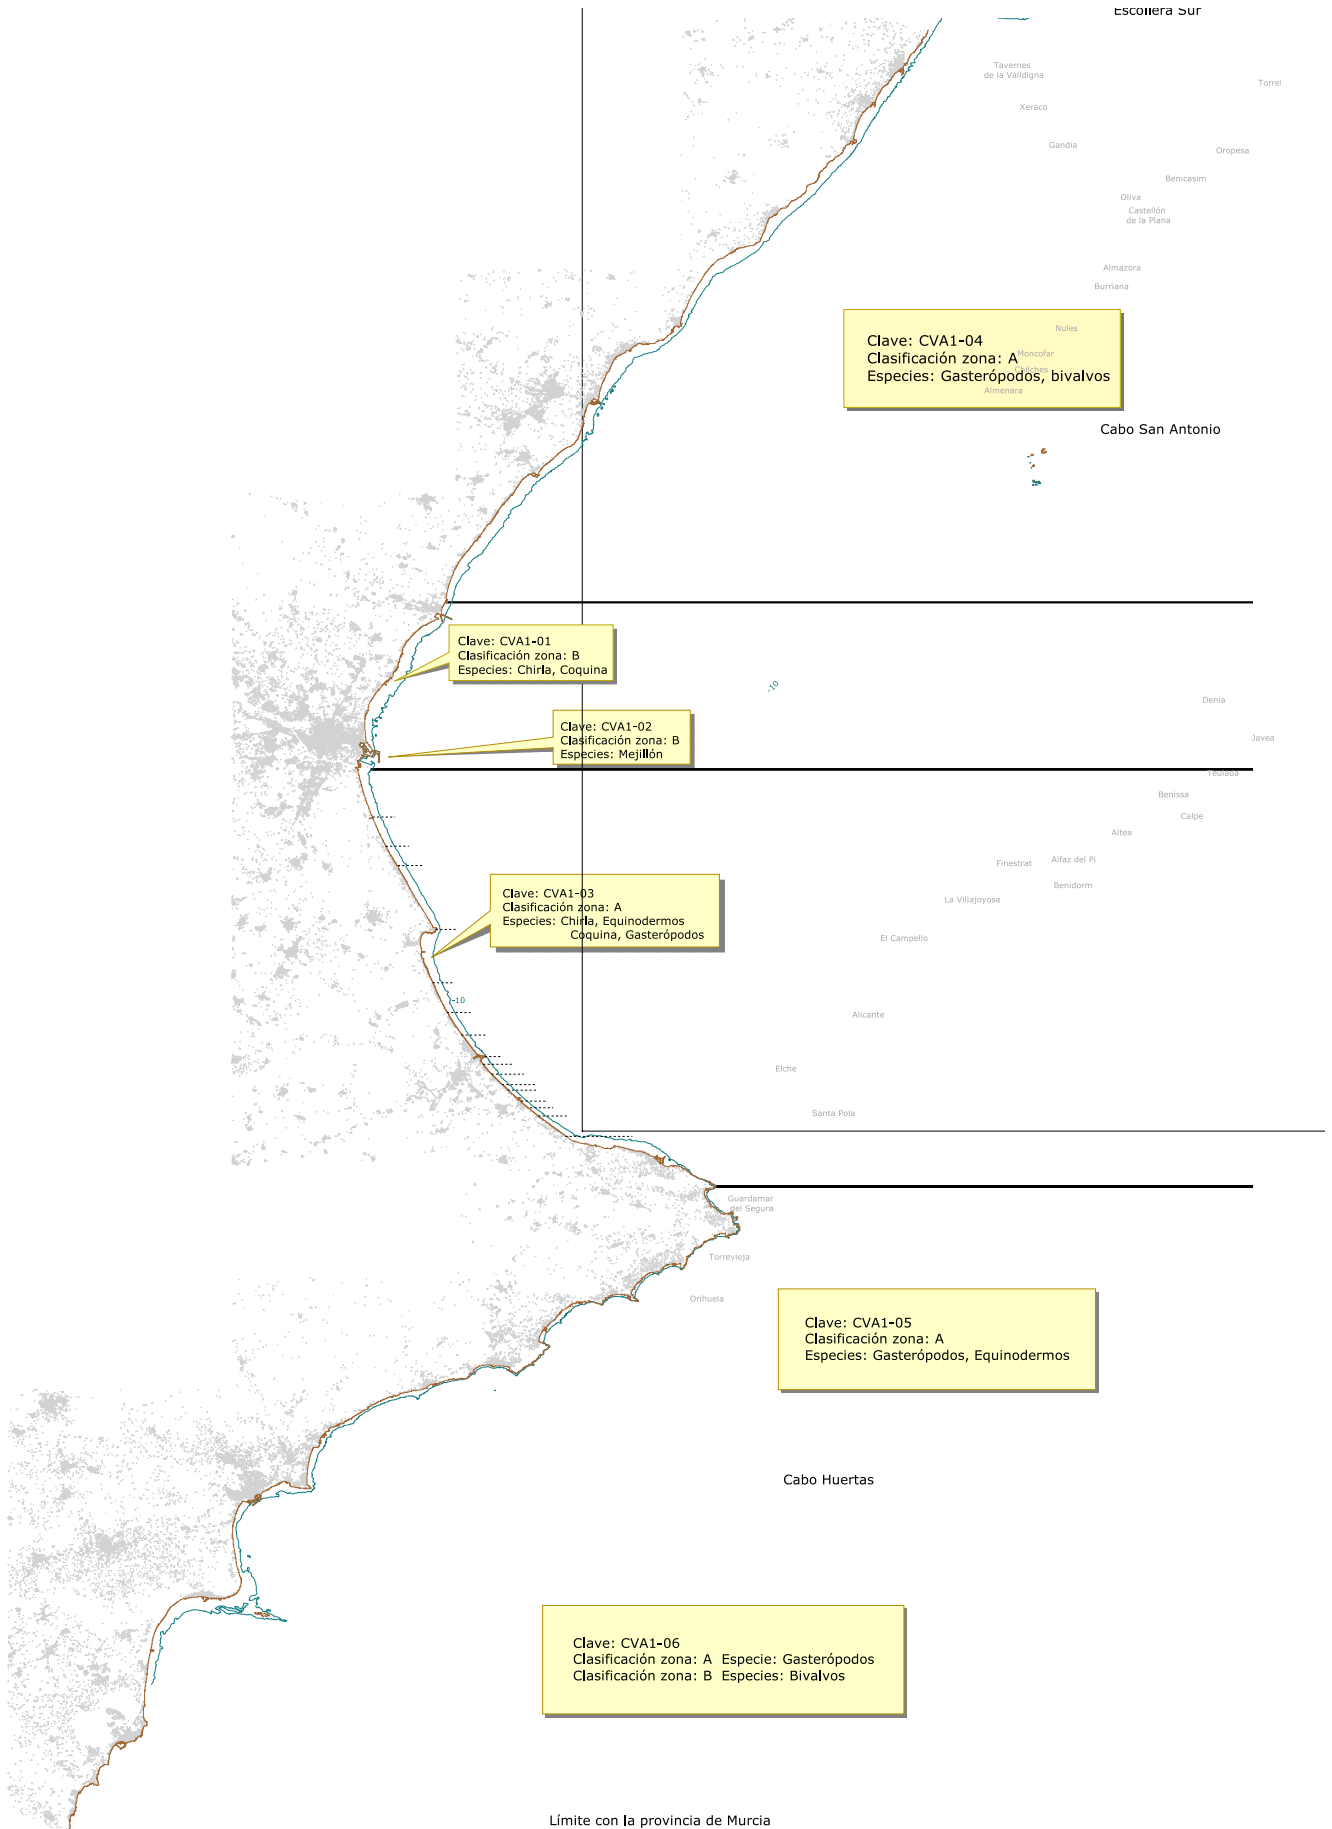 Escollera Sur
Tavernes
de la Valldigna
Torrei
Xeraco
Gandia
Oropesa
Benicasim
Oliva
Castellón
de la Plana
Almazora
Burriana
Nules
Clave: CVA1-04
Moncofar
Clasificación zona: A
Chilches
Especies: Gasterópodos, bivalvos
Almenara
Cabo San Antonio
Clave: CVA1-01
Clasificación zona: B
Especies: Chirla, Coquina
-10
Denia
Clave: CVA1-02
Clasificación zona: B
Especies: Mejillón
Javea
Teulada
Benissa
Calpe
Altea
Finestrat
Alfaz del Pi
Benidorm
La Villajoyosa
Clave: CVA1-03
Clasificación zona: A
Especies: Chirla, Equinodermos
Coquina, Gasterópodos
El Campello
-10
Alicante
Elche
Santa Pola
Guardamar
del Segura
Torrevieja
Orihuela
Clave: CVA1-05
Clasificación zona: A
Especies: Gasterópodos, Equinodermos
Cabo Huertas
Clave: CVA1-06
Clasificación zona: A Especie: Gasterópodos
Clasificación zona: B Especies: Bivalvos
Límite con la provincia de Murcia